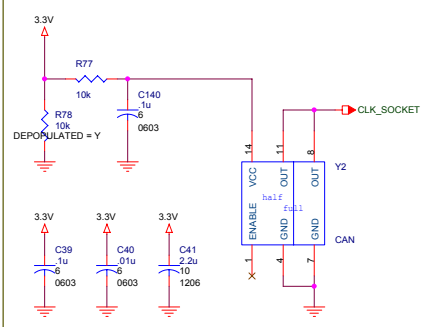 3.3V
R77
10k
C140
.1u
6
0603
R78
10k
DEPOPULATED = Y
CLK_SOCKET
14
11
8
VCC
OUT
OUT
Y2
half
full
ENABLE
GND
GND
CAN
1
4
7
3.3V
3.3V
3.3V
C39
.1u
6
0603
C40
.01u
6
0603
C41
2.2u
10
1206